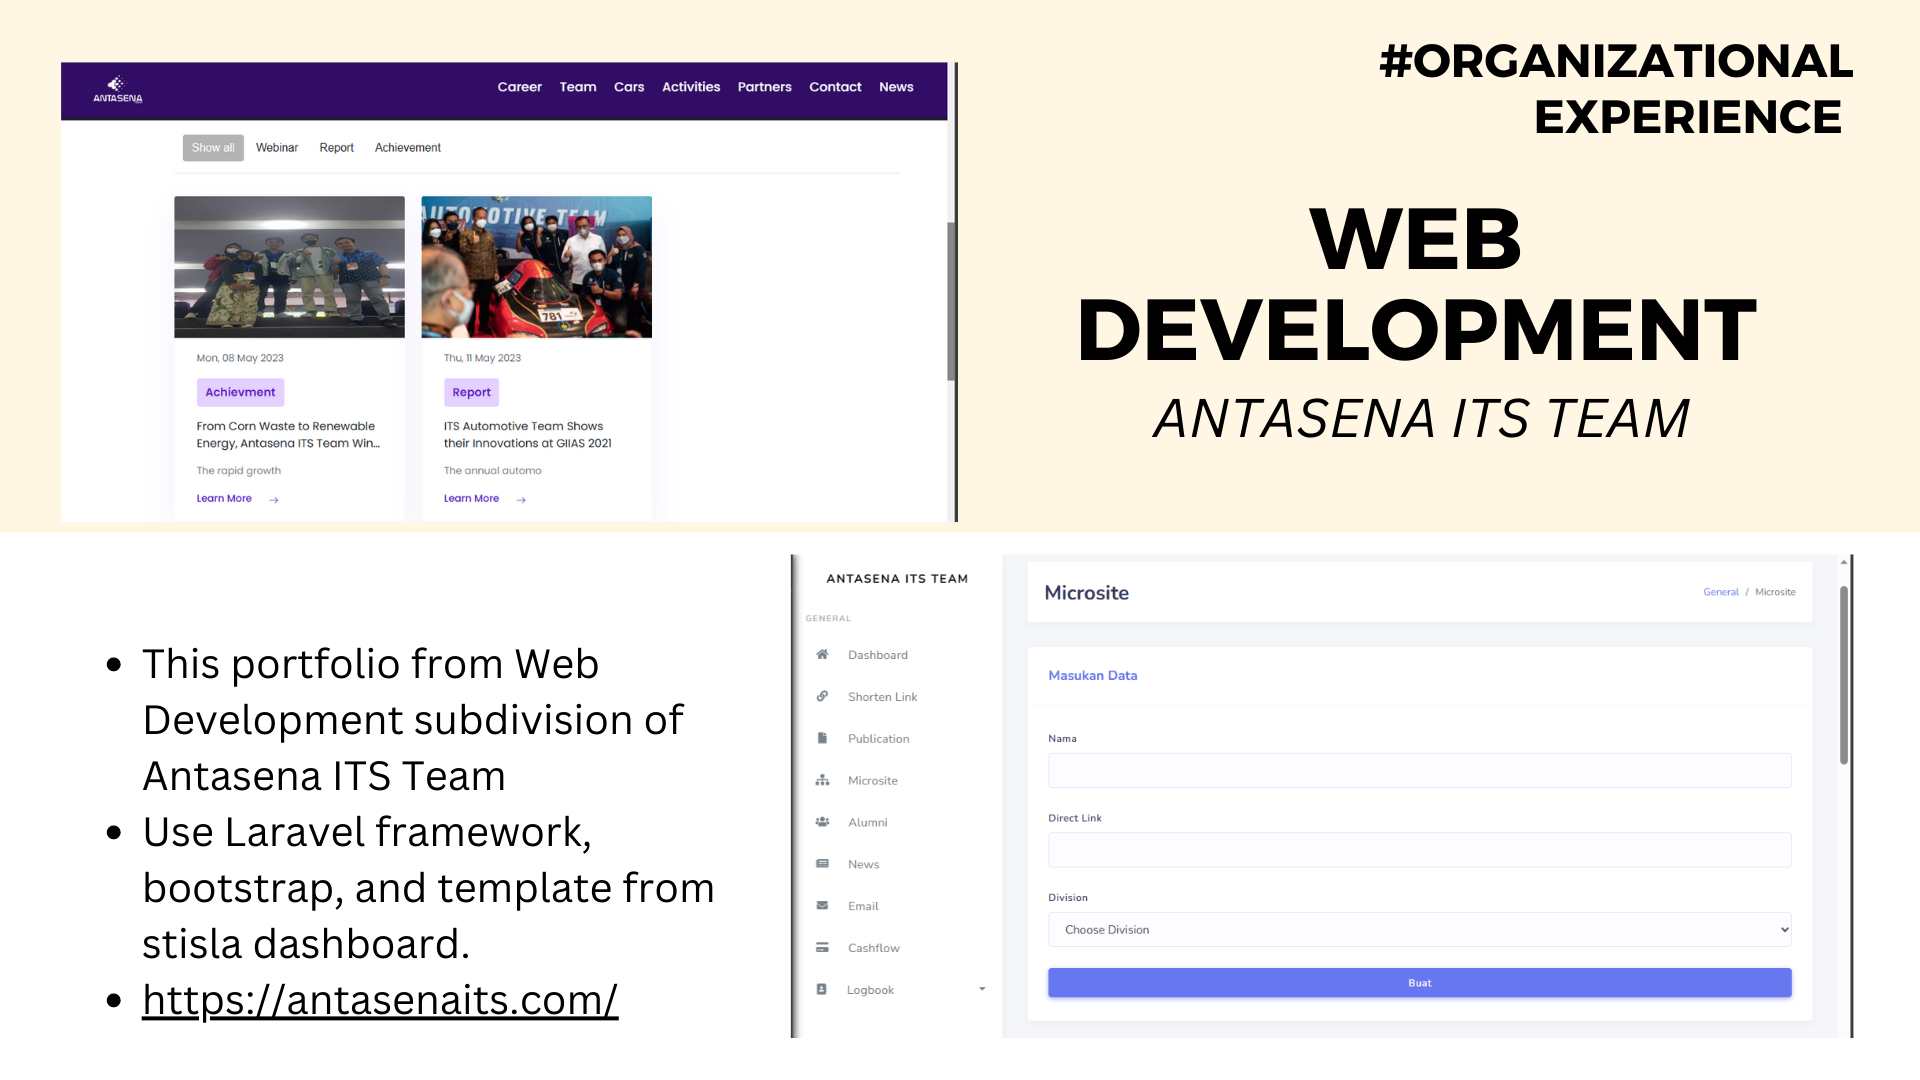 #ORGANIZATIONAL
EXPERIENCE
WEB
DEVELOPMENT
ANTASENA ITS TEAM
ANTASENA
Career Team Cars Activities Partners Contact News
Show all Webinar Report Achievement
AUTOMOTIVE TEAM
781
Mon, 08 May 2023
Achievment
From Corn Waste to Renewable
Energy, Antasena ITS Team Win...
The rapid growth
Learn More →
Thu, 11 May 2023
Report
ITS Automotive Team Shows
their Innovations at GIIAS 2021
The annual automo
Learn More →
• This portfolio from Web
Development subdivision of
Antasena ITS Team
• Use Laravel framework,
bootstrap, and template from
stisla dashboard.
• https://antasenaits.com/
ANTASENA ITS TEAM
GENERAL
Dashboard
Shorten Link
Publication
Microsite
Alumni
News
Email
Cashflow
Logbook
Microsite
General / Microsite
Masukan Data
Nama
Direct Link
Division
Choose Division
Buat